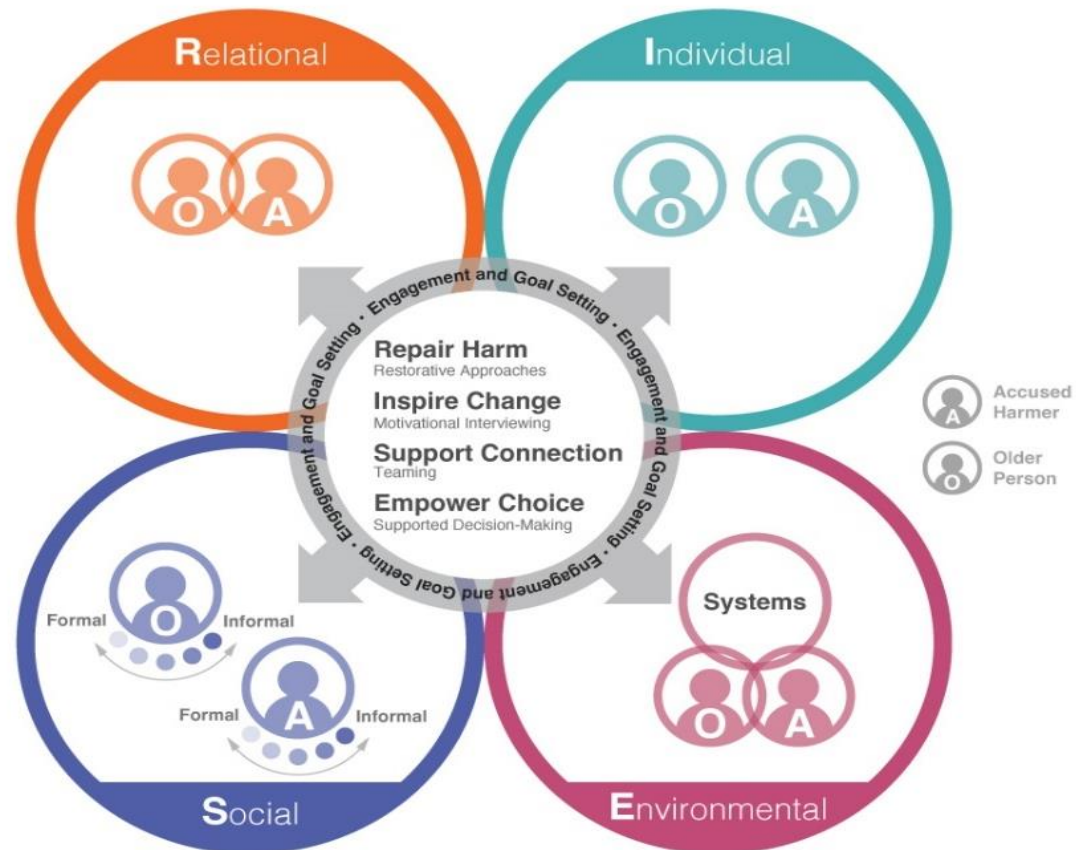 Relational
O
A
Individual
O
A
Engagement and Goal Setting · Engagement and Goal Setting · Engagement and Goal Setting · Engagement and Goal Setting ·
Repair Harm
Restorative Approaches
Inspire Change
Motivational Interviewing
Support Connection
Teaming
Empower Choice
Supported Decision-Making
A
Accused
Harmer
O
Older
Person
O
Formal
Informal
A
Formal
Informal
Social
Systems
O
A
Environmental